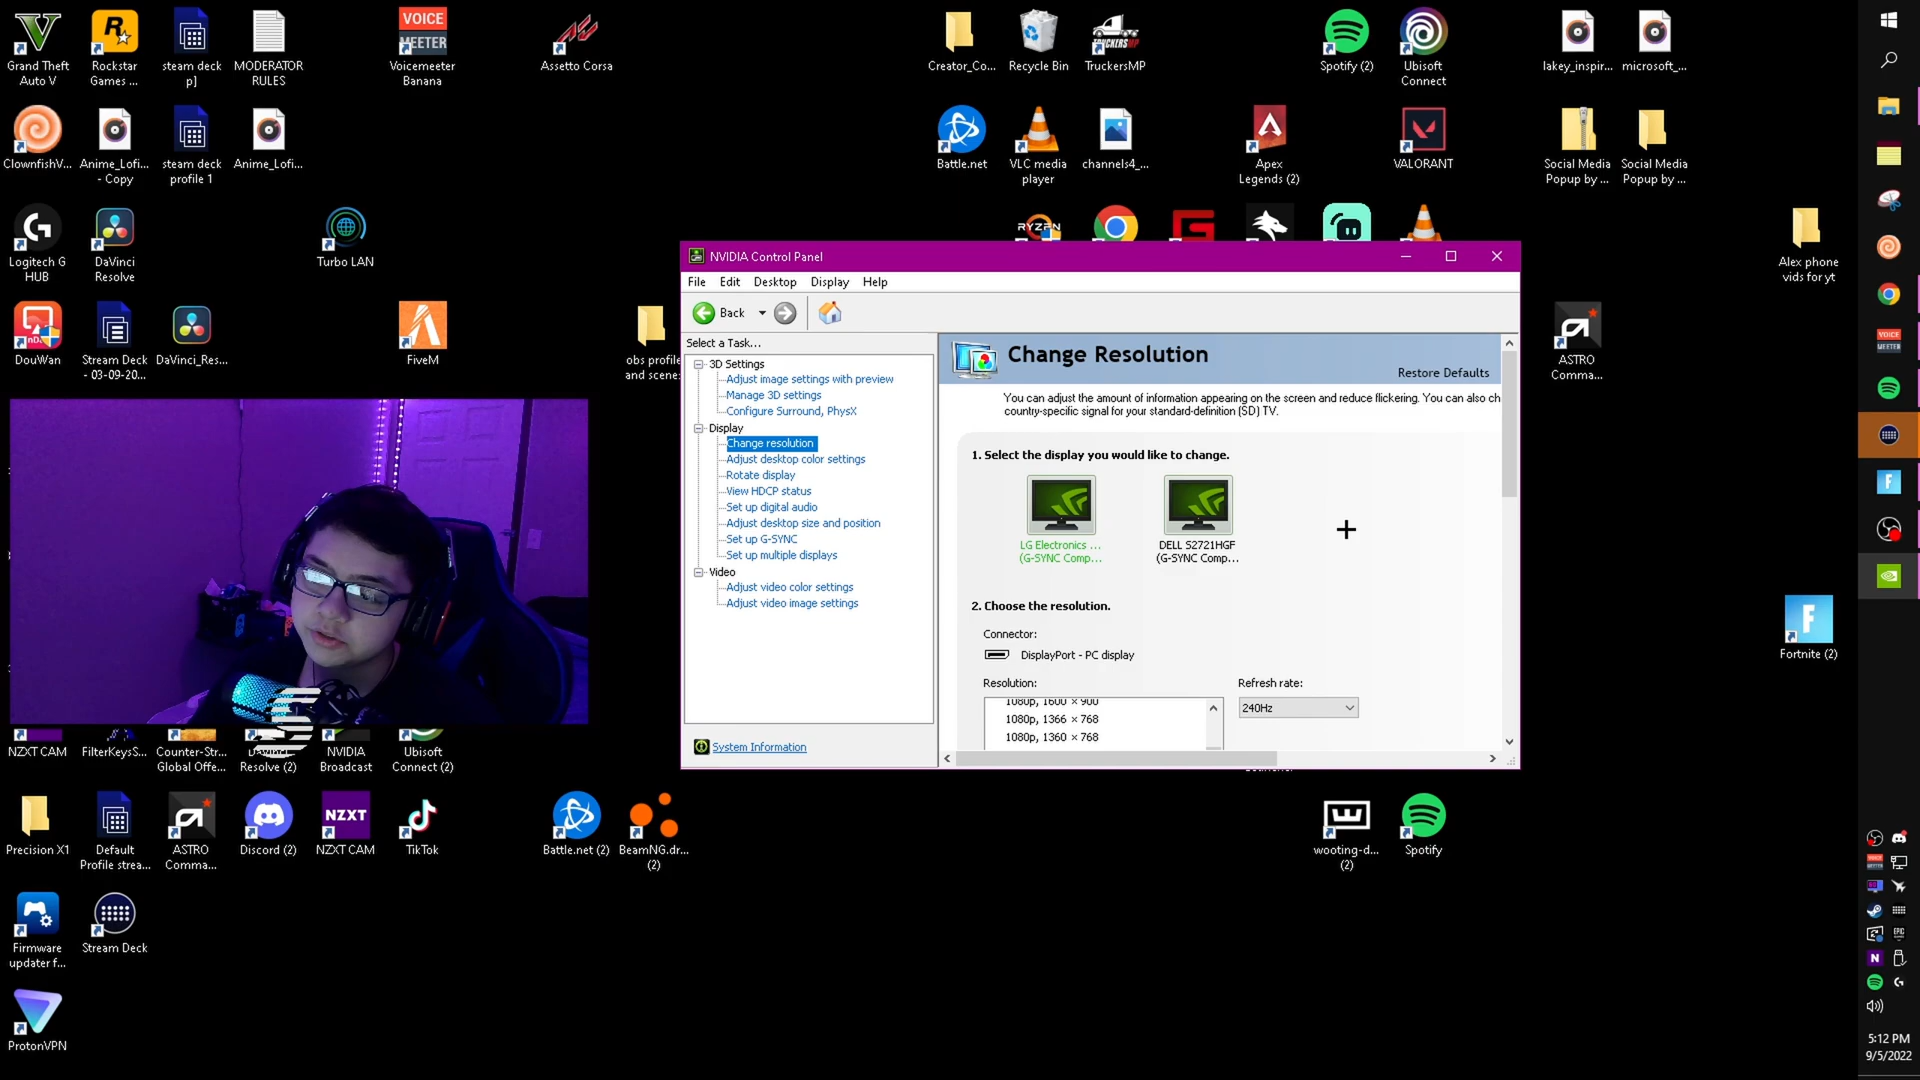 Grand Theft
Auto V
Rockstar
Games ...
steam deck
p]
MODERATOR
RULES
VOICE
MEETER
Voicemeeter
Banana
Assetto Corsa
Creator_Co...
Recycle Bin
TRUCKERSMP
TruckersMP
Spotify (2)
Ubisoft
Connect
lakey_inspir...
microsoft_...
ClownfishV...
Anime_Lofi...
- Copy
steam deck
profile 1
Anime_Lofi...
Battle.net
VLC media
player
channels4_...
Apex
Legends (2)
VALORANT
Social Media
Popup by ...
Social Media
Popup by ...
Logitech G
HUB
DaVinci
Resolve
Turbo LAN
RYZEN
Alex phone
vids for yt
DouWan
Stream Deck
- 03-09-20...
DaVinci_Res...
FiveM
obs profile
and scene
ASTRO
Comma...
NVIDIA Control Panel
File Edit Desktop Display Help
Back
Select a Task...
3D Settings
Adjust image settings with preview
Manage 3D settings
Configure Surround, PhysX
Display
Change resolution
Adjust desktop color settings
Rotate display
View HDCP status
Set up digital audio
Adjust desktop size and position
Set up G-SYNC
Set up multiple displays
Video
Adjust video color settings
Adjust video image settings
System Information
Change Resolution
Restore Defaults
You can adjust the amount of information appearing on the screen and reduce flickering. You can also ch
country-specific signal for your standard-definition (SD) TV.
1. Select the display you would like to change.
LG Electronics ...
(G-SYNC Comp...
DELL S2721HGF
(G-SYNC Comp...
2. Choose the resolution.
Connector:
DisplayPort - PC display
Resolution:
Refresh rate:
1080p, 1600 × 900
1080p, 1366 × 768
1080p, 1360 × 768
240Hz
Fortnite (2)
NZXT CAM
FilterKeysS...
Counter-Str...
Global Offe...
DaVinci
Resolve (2)
NVIDIA
Broadcast
Ubisoft
Connect (2)
Precision X1
Default
Profile strea...
ASTRO
Comma...
Discord (2)
NZXT
NZXT CAM
TikTok
Battle.net (2)
BeamNG.dr...
(2)
wooting-d...
(2)
Spotify
Firmware
updater f...
Stream Deck
ProtonVPN
VOICE
MEETER
5:12 PM
9/5/2022